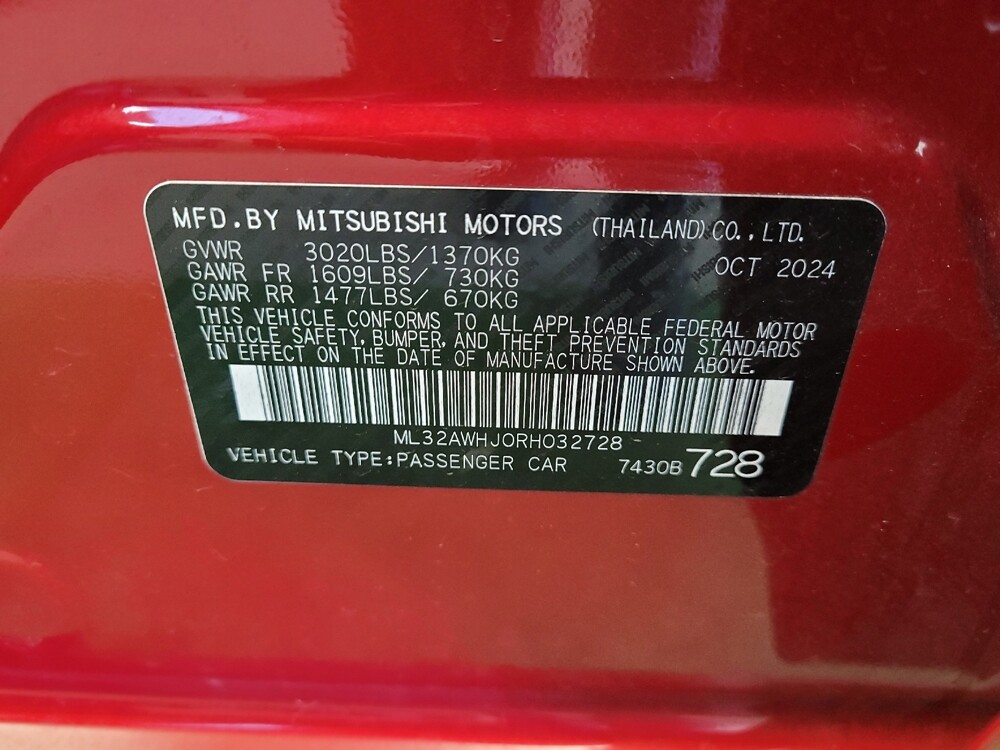 MFD.BY MITSUBISHI MOTORS (THAILAND)CO.,LTD.
GVWR 3020LBS/1370KG OCT 2024
GAWR FR 1609LBS/ 730KG
GAWR RR 1477LBS/ 670KG
THIS VEHICLE CONFORMS TO ALL APPLICABLE FEDERAL MOTOR
VEHICLE SAFETY, BUMPER, AND THEFT PREVENTION STANDARDS
IN EFFECT ON THE DATE OF MANUFACTURE SHOWN ABOVE.
ML32AWHJ0RH032728
VEHICLE TYPE:PASSENGER CAR 7430B 728